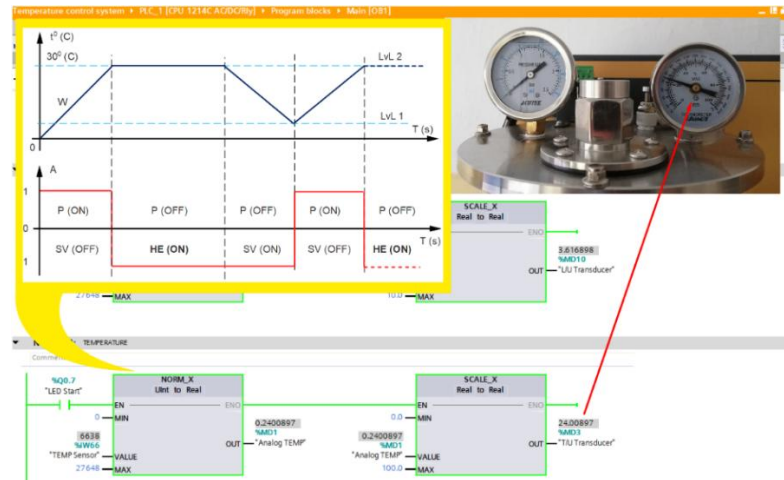 Temperature control system ▸ PLC_1 [CPU 1214C AC/DC/Rly] ▸ Program blocks ▸ Main [OB1]
t⁰ (C)
30⁰ (C)
LvL 2
W
LvL 1
0
T (s)
A
1
P (ON)
P (OFF)
P (OFF)
P (ON)
P (OFF)
0
T (s)
SV (OFF)
HE (ON)
SV (ON)
SV (OFF)
HE (ON)
1
SCALE_X
Real to Real
ENO
3.616898
%MD10
OUT
"L/U Transducer"
27648
MAX
10.0
MAX
TEMPERATURE
%Q0.7
"LED Start"
NORM_X
UInt to Real
EN
ENO
0
MIN
6638
%IW66
"TEMP Sensor"
VALUE
27648
MAX
0.2400897
%MD1
OUT
"Analog TEMP"
SCALE_X
Real to Real
EN
ENO
0.0
MIN
0.2400897
%MD1
"Analog TEMP"
VALUE
100.0
MAX
24.00897
%MD3
OUT
"T/U Transducer"